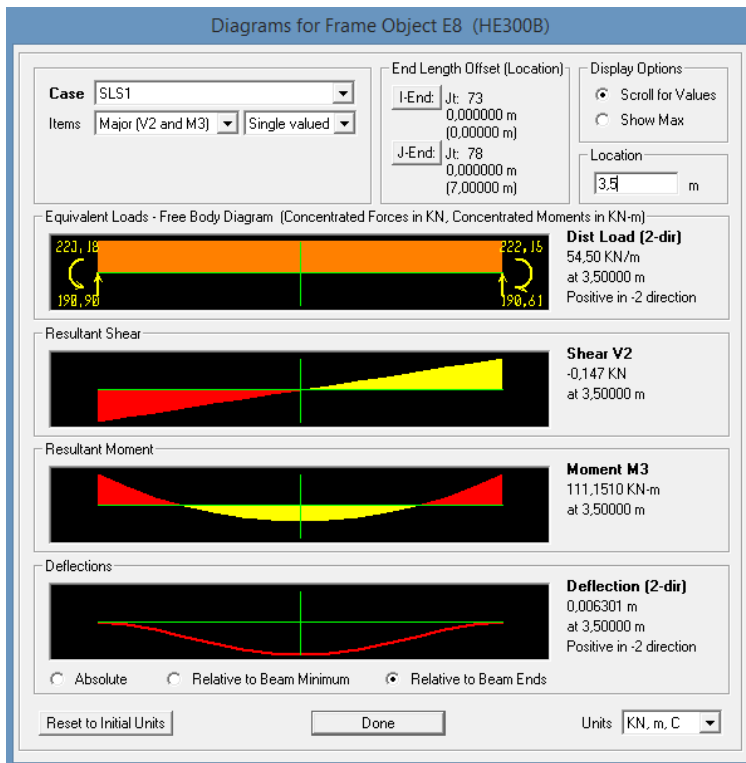 Diagrams for Frame Object E8 (HE300B)
Case SLS1
Items Major (V2 and M3) Single valued
End Length Offset (Location)
I-End: Jt: 73
0,000000 m
(0,00000 m)
J-End: Jt: 78
0,000000 m
(7,00000 m)
Display Options
Scroll for Values
Show Max
Location
3,5 m
Equivalent Loads - Free Body Diagram (Concentrated Forces in KN, Concentrated Moments in KN-m)
223,18 222,15
190,90 190,61
Dist Load (2-dir)
54,50 KN/m
at 3,50000 m
Positive in -2 direction
Resultant Shear
Shear V2
-0,147 KN
at 3,50000 m
Resultant Moment
Moment M3
111,1510 KN-m
at 3,50000 m
Deflections
Deflection (2-dir)
0,006301 m
at 3,50000 m
Positive in -2 direction
Absolute Relative to Beam Minimum Relative to Beam Ends
Reset to Initial Units Done Units KN, m, C